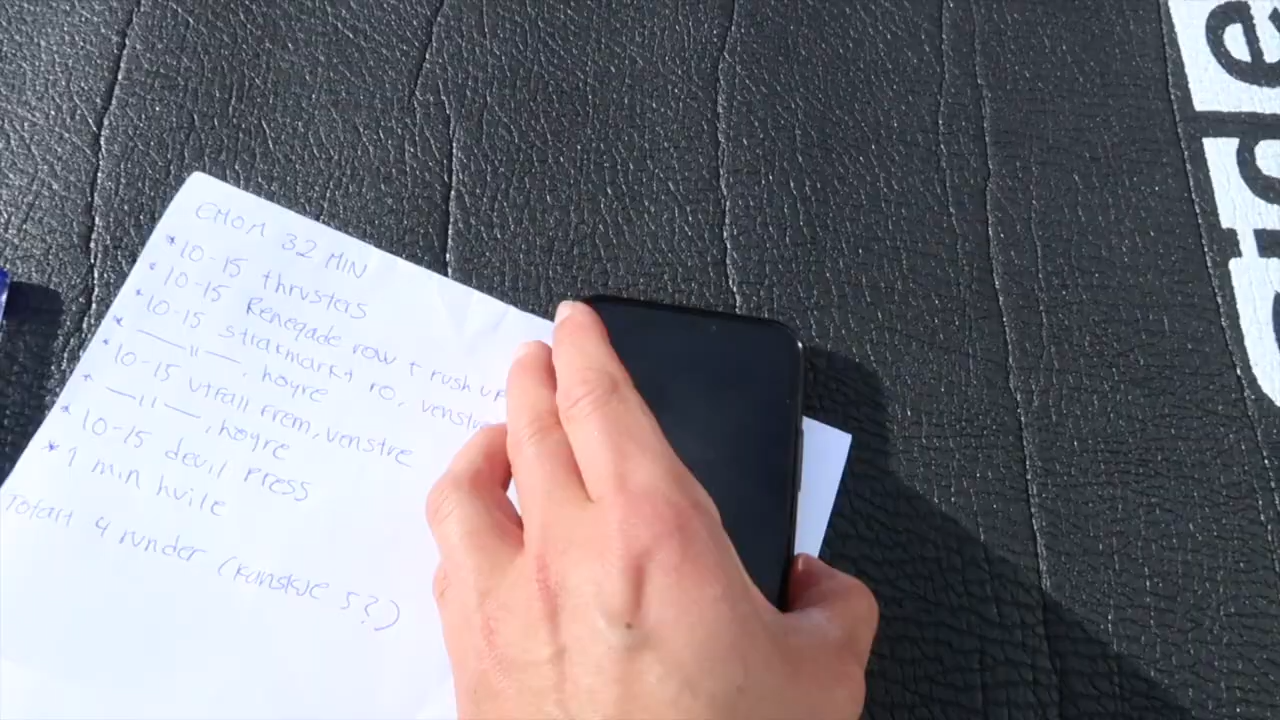 EMOM 32 MIN
* 10-15 thrusters
* 10-15 Renegade row + push up
* 10-15 strakmarkt ro, venstre
* —"—, høyre
* 10-15 utfall frem, venstre
* —"—, høyre
* 10-15 devil press
* 1 min hvile
Totalt 4 runder (kanskje 5?)